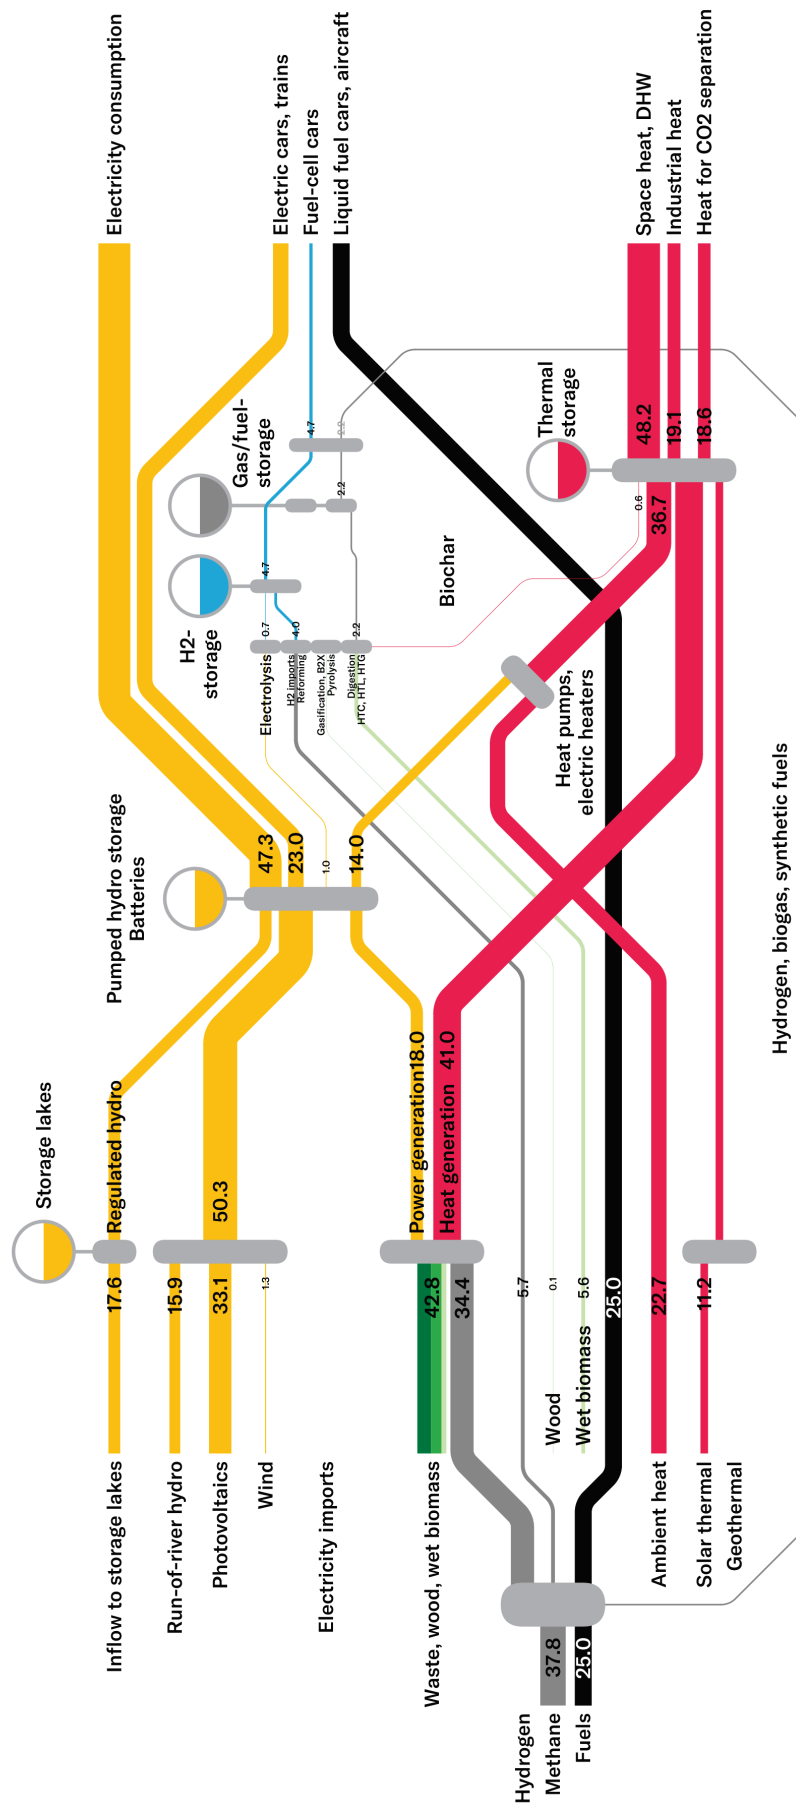 Storage lakes
Pumped hydro storage
Batteries
H2-
storage
Gas/fuel-
storage
Inflow to storage lakes
17.6
Regulated hydro
47.3
Electricity consumption
Run-of-river hydro
15.9
Photovoltaics
33.1
50.3
23.0
Wind
1.3
Electricity imports
1.0
14.0
Electrolysis
0.7
4.7
H2 imports
Reforming
4.0
Gasification, B2X
Pyrolysis
Digestion
HTC, HTL, HTG
2.2
2.2
4.7
2.2
Electric cars, trains
Fuel-cell cars
Liquid fuel cars, aircraft
Waste, wood, wet biomass
42.8
34.4
Power generation
18.0
Heat generation
41.0
Biochar
Hydrogen
Methane
37.8
Fuels
25.0
5.7
Wood
0.1
Wet biomass
5.6
25.0
Heat pumps,
electric heaters
Thermal
storage
0.6
36.7
48.2
19.1
18.6
Space heat, DHW
Industrial heat
Heat for CO2 separation
Ambient heat
22.7
Solar thermal
11.2
Geothermal
Hydrogen, biogas, synthetic fuels